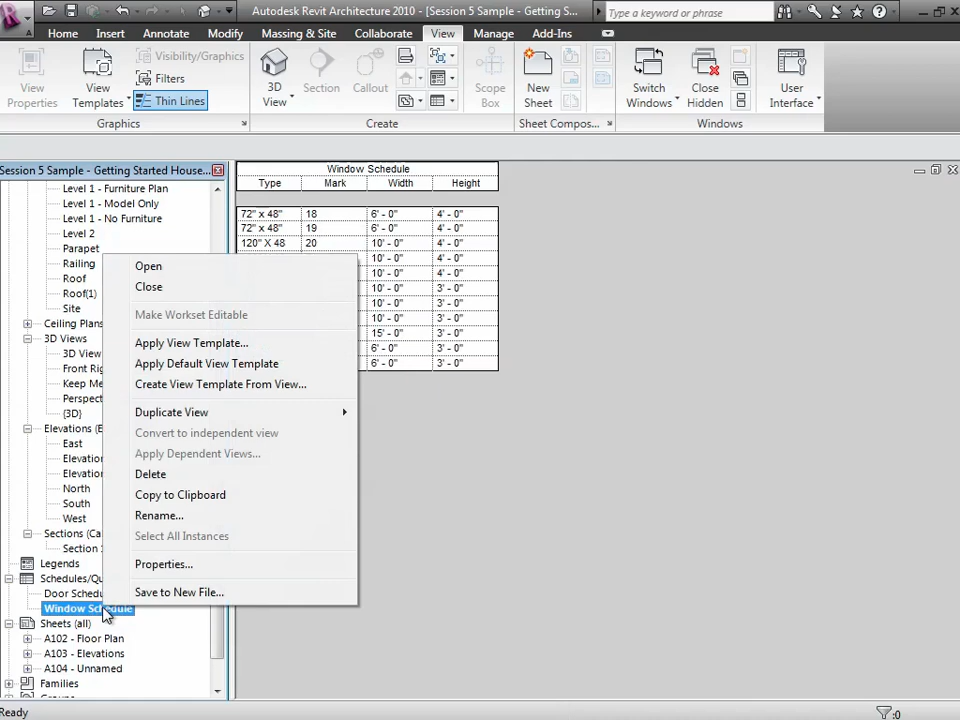 Autodesk Revit Architecture 2010 - [Session 5 Sample - Getting S...
Type a keyword or phrase
Home Insert Annotate Modify Massing & Site Collaborate View Manage Add-Ins
View Properties
View Templates
Visibility/Graphics
Filters
Thin Lines
3D View
Section
Callout
Scope Box
New Sheet
Switch Windows
Close Hidden
User Interface
Graphics
Create
Sheet Compos...
Windows
Session 5 Sample - Getting Started House...
Level 1 - Furniture Plan
Level 1 - Model Only
Level 1 - No Furniture
Level 2
Parapet
Railing
Roof
Roof(1)
Site
Ceiling Plans
3D Views
3D View
Front Rig
Keep Me
Perspect
{3D}
Elevations (E
East
Elevation
Elevation
North
South
West
Sections (Ca
Section 1
Legends
Schedules/Qu
Door Schedu
Window Schedule
Sheets (all)
A102 - Floor Plan
A103 - Elevations
A104 - Unnamed
Families
Open
Close
Make Workset Editable
Apply View Template...
Apply Default View Template
Create View Template From View...
Duplicate View
Convert to independent view
Apply Dependent Views...
Delete
Copy to Clipboard
Rename...
Select All Instances
Properties...
Save to New File...
Window Schedule
Type Mark Width Height
72" x 48" 18 6' - 0" 4' - 0"
72" x 48" 19 6' - 0" 4' - 0"
120" X 48 20 10' - 0" 4' - 0"
10' - 0" 4' - 0"
10' - 0" 4' - 0"
10' - 0" 3' - 0"
10' - 0" 3' - 0"
10' - 0" 3' - 0"
15' - 0" 3' - 0"
6' - 0" 3' - 0"
6' - 0" 3' - 0"
Ready
:0